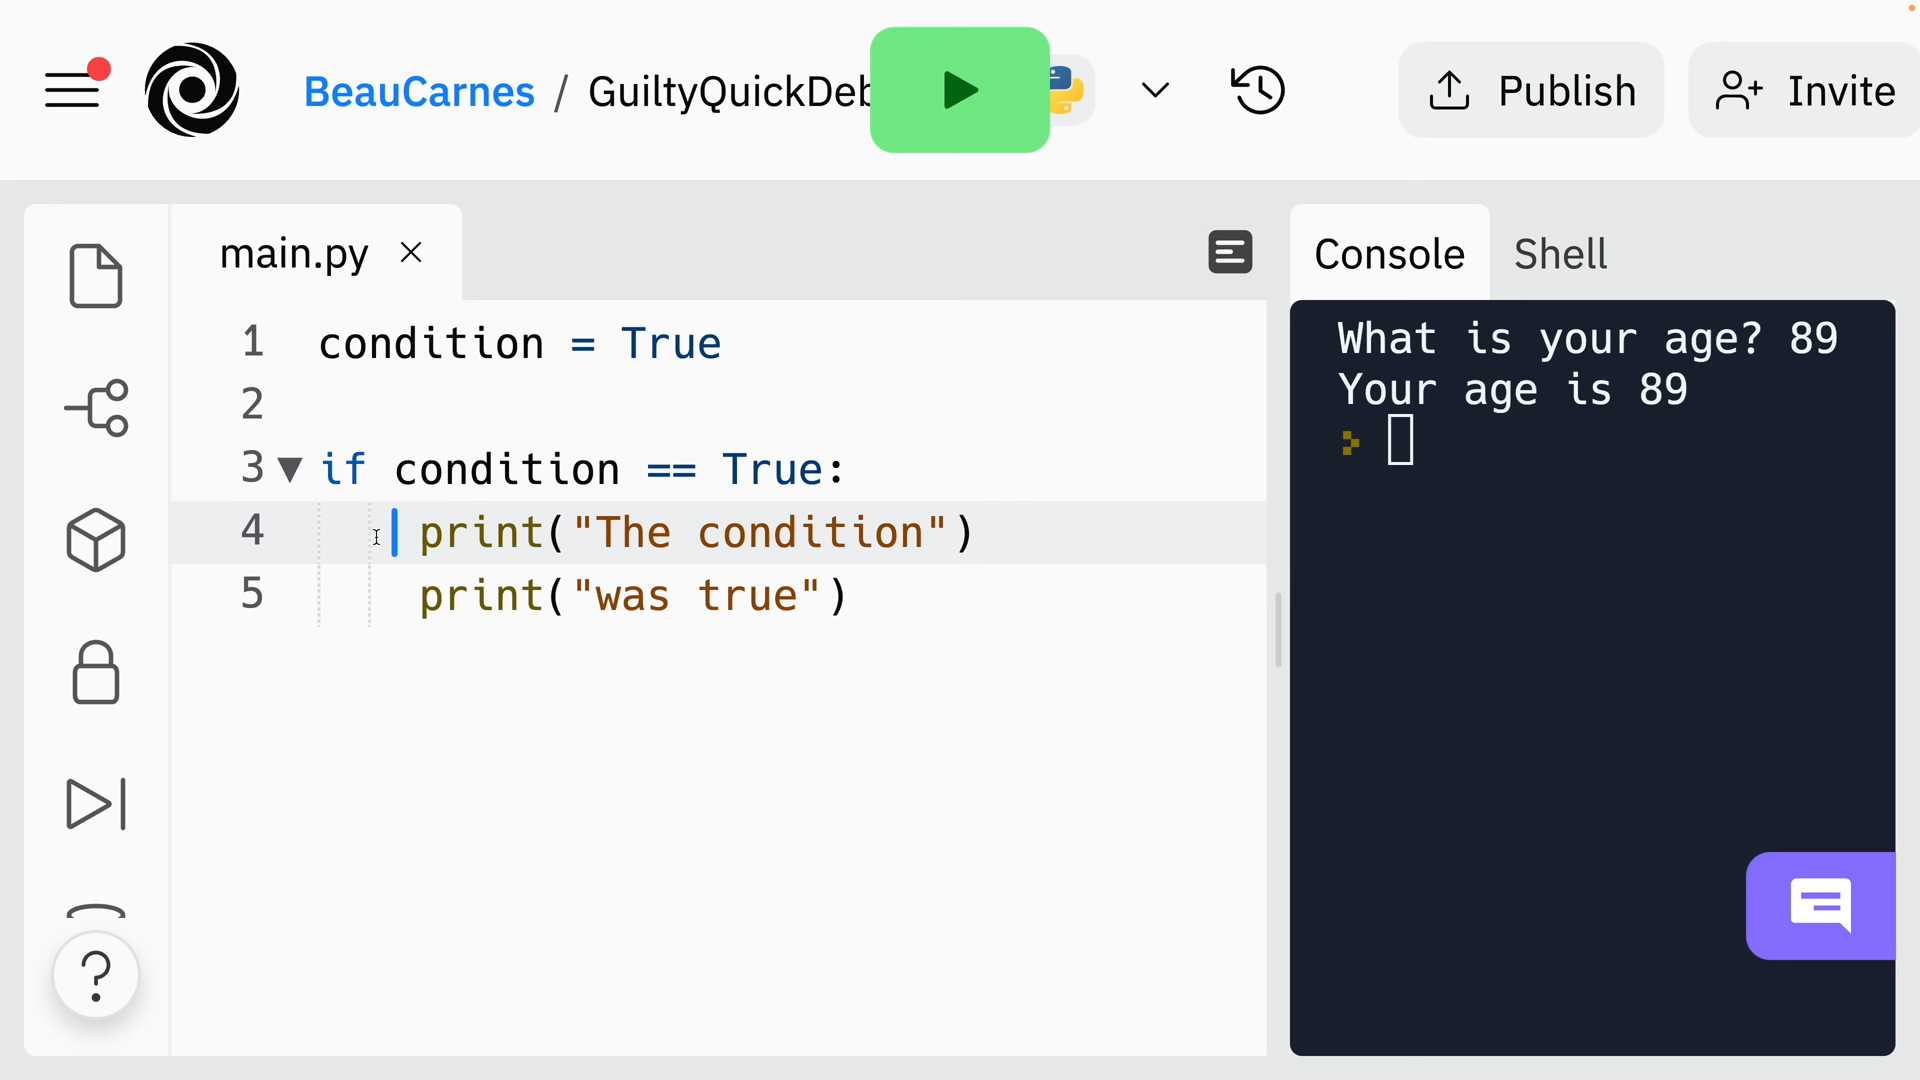 BeauCarnes / GuiltyQuickDeb
Publish
Invite
main.py
Console
Shell
1 condition = True
2
3 if condition == True:
4 print("The condition")
5 print("was true")
What is your age? 89
Your age is 89
?